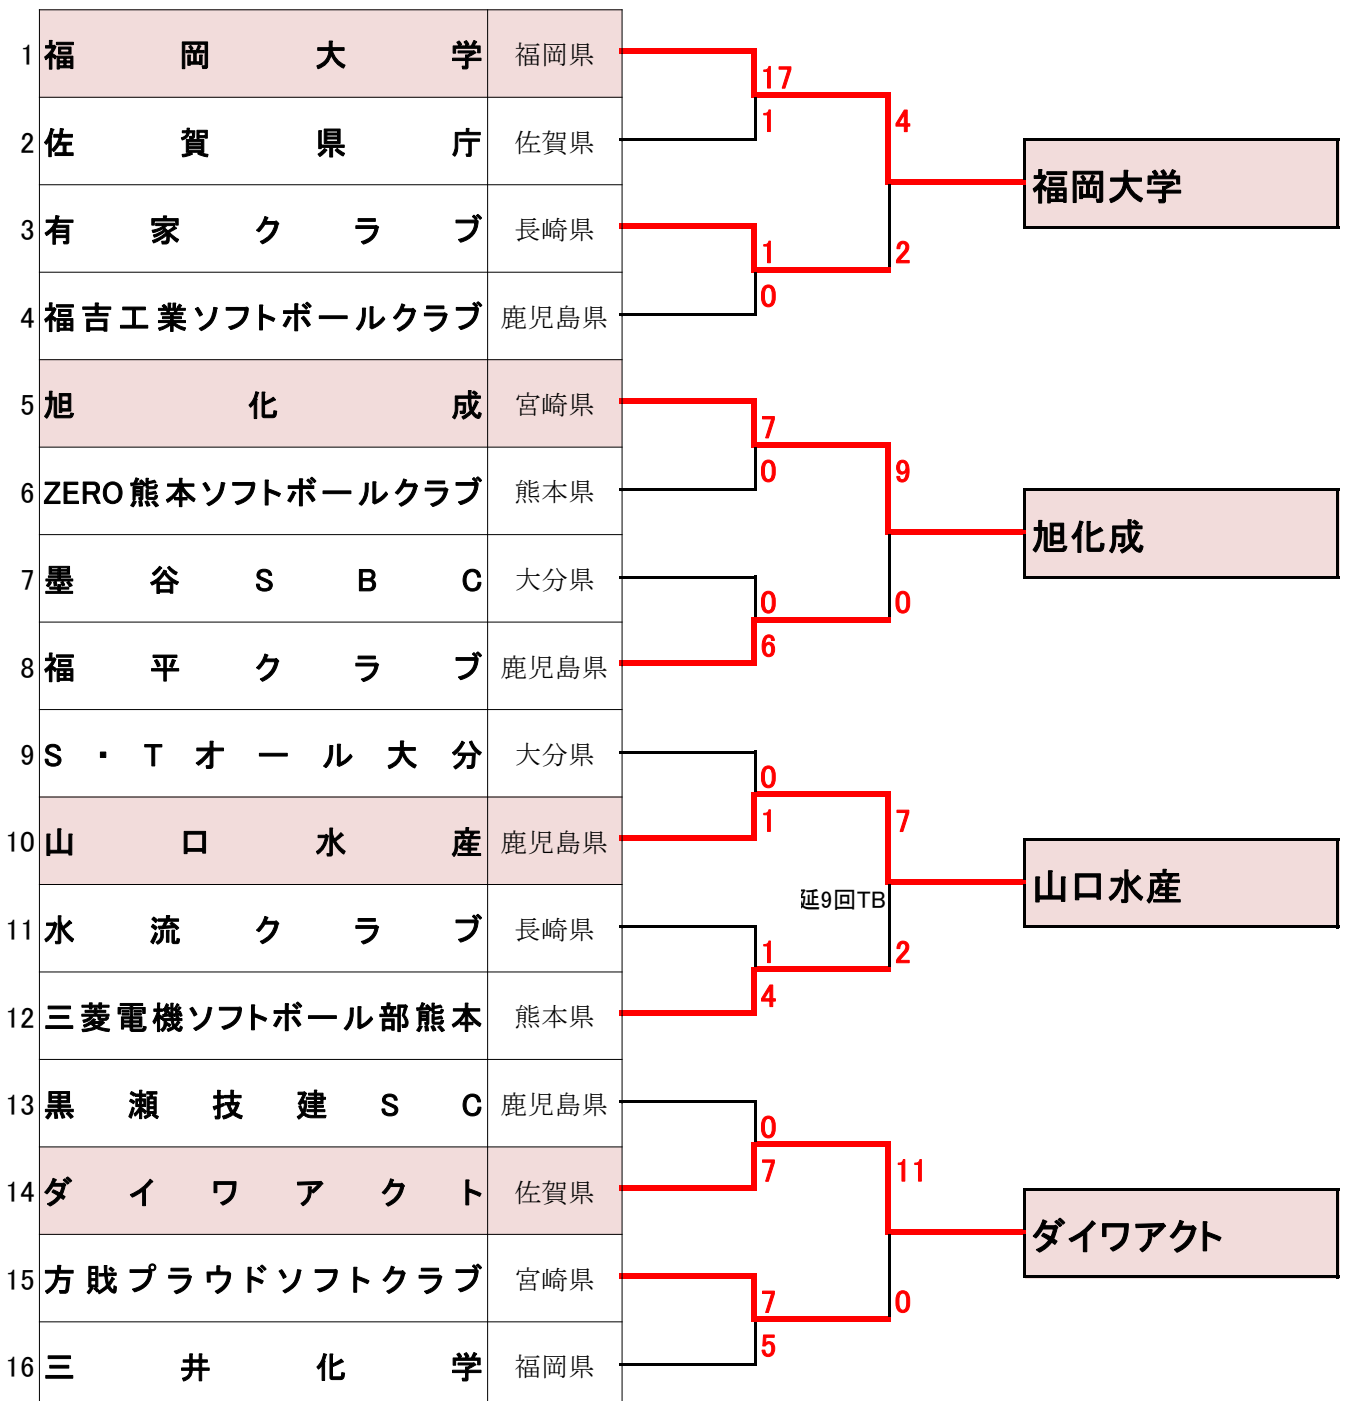 1 福岡大学 福岡県
17
1
4
2 佐賀県庁 佐賀県
福岡大学
3 有家クラブ 長崎県
1
0
2
4 福吉工業ソフトボールクラブ 鹿児島県
5 旭化成 宮崎県
7
0
9
6 ZERO熊本ソフトボールクラブ 熊本県
旭化成
7 墨谷SBC 大分県
0
6
0
8 福平クラブ 鹿児島県
9 S・Tオール大分 大分県
0
1
7
10 山口水産 鹿児島県
山口水産
延9回TB
11 水流クラブ 長崎県
1
4
2
12 三菱電機ソフトボール部熊本 熊本県
13 黒瀬技建SC 鹿児島県
0
7
11
14 ダイワアクト 佐賀県
ダイワアクト
15 方財プラウドソフトクラブ 宮崎県
7
5
0
16 三井化学 福岡県